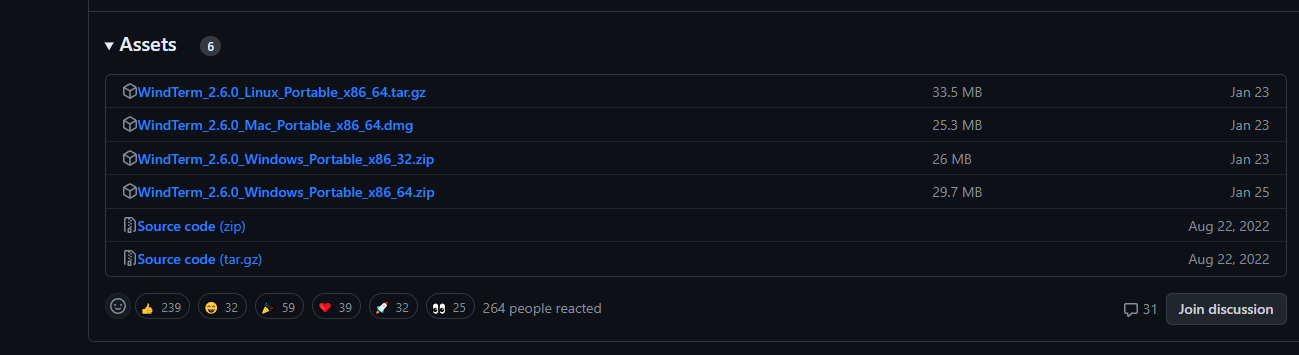 Assets 6
WindTerm_2.6.0_Linux_Portable_x86_64.tar.gz 33.5 MB Jan 23
WindTerm_2.6.0_Mac_Portable_x86_64.dmg 25.3 MB Jan 23
WindTerm_2.6.0_Windows_Portable_x86_32.zip 26 MB Jan 23
WindTerm_2.6.0_Windows_Portable_x86_64.zip 29.7 MB Jan 25
Source code (zip) Aug 22, 2022
Source code (tar.gz) Aug 22, 2022
239 32 59 39 32 25 264 people reacted 31 Join discussion